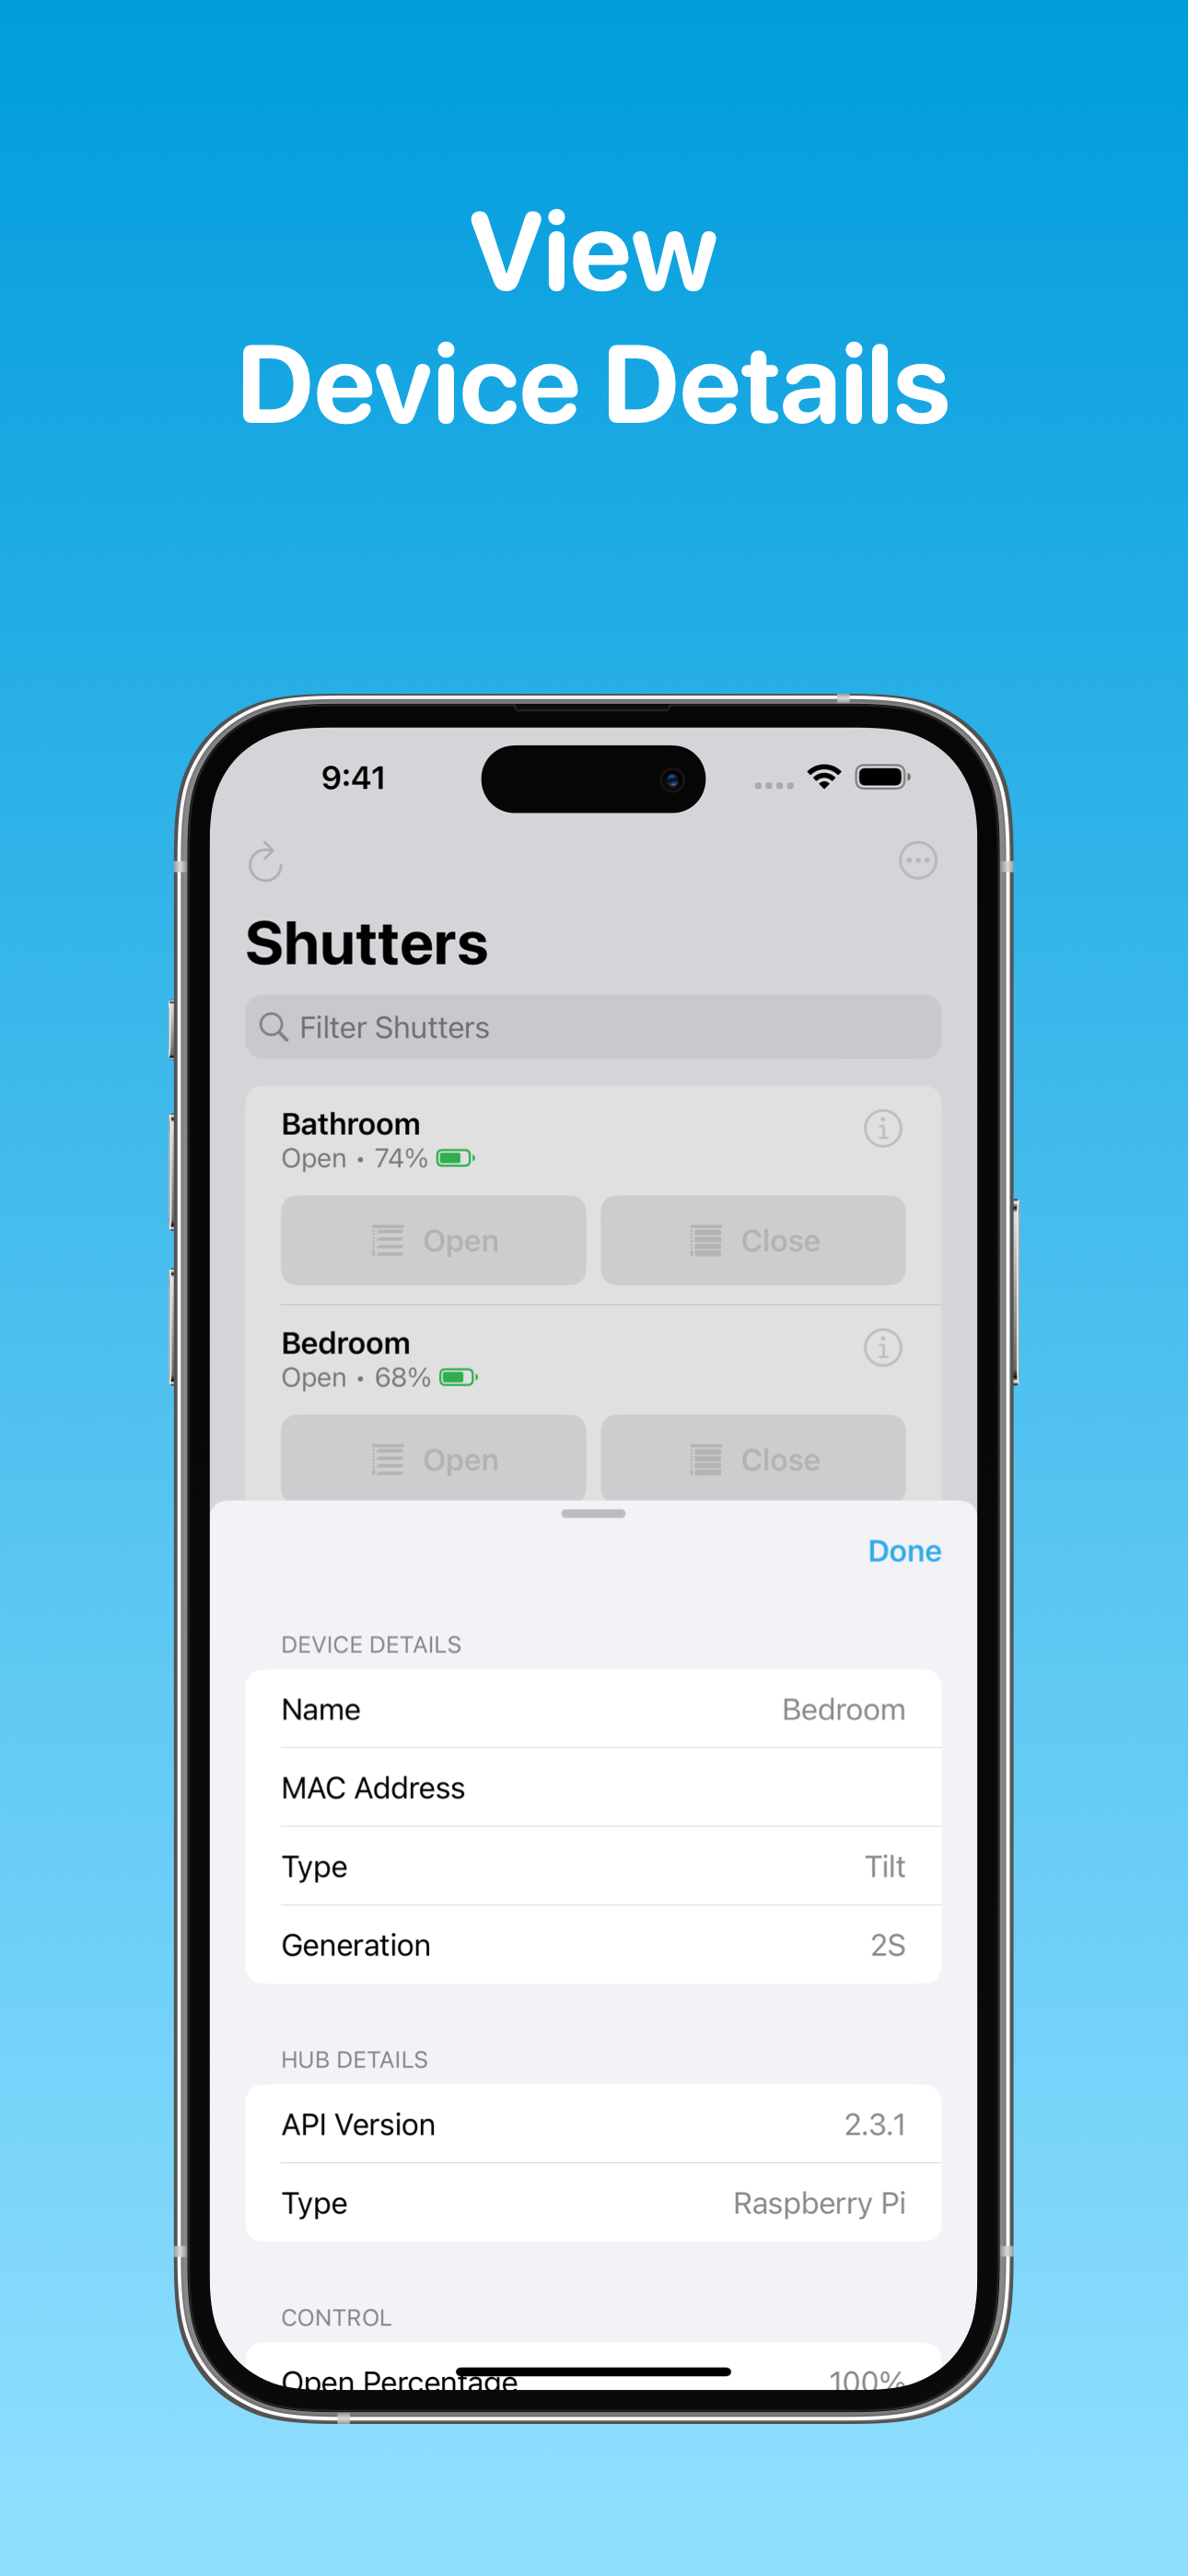 View
Device Details
9:41
Shutters
Filter Shutters
Bathroom
Open • 74%
Open
Close
Bedroom
Open • 68%
Open
Close
Done
DEVICE DETAILS
Name
Bedroom
MAC Address
Type
Tilt
Generation
2S
HUB DETAILS
API Version
2.3.1
Type
Raspberry Pi
CONTROL
Open Percentage
100%